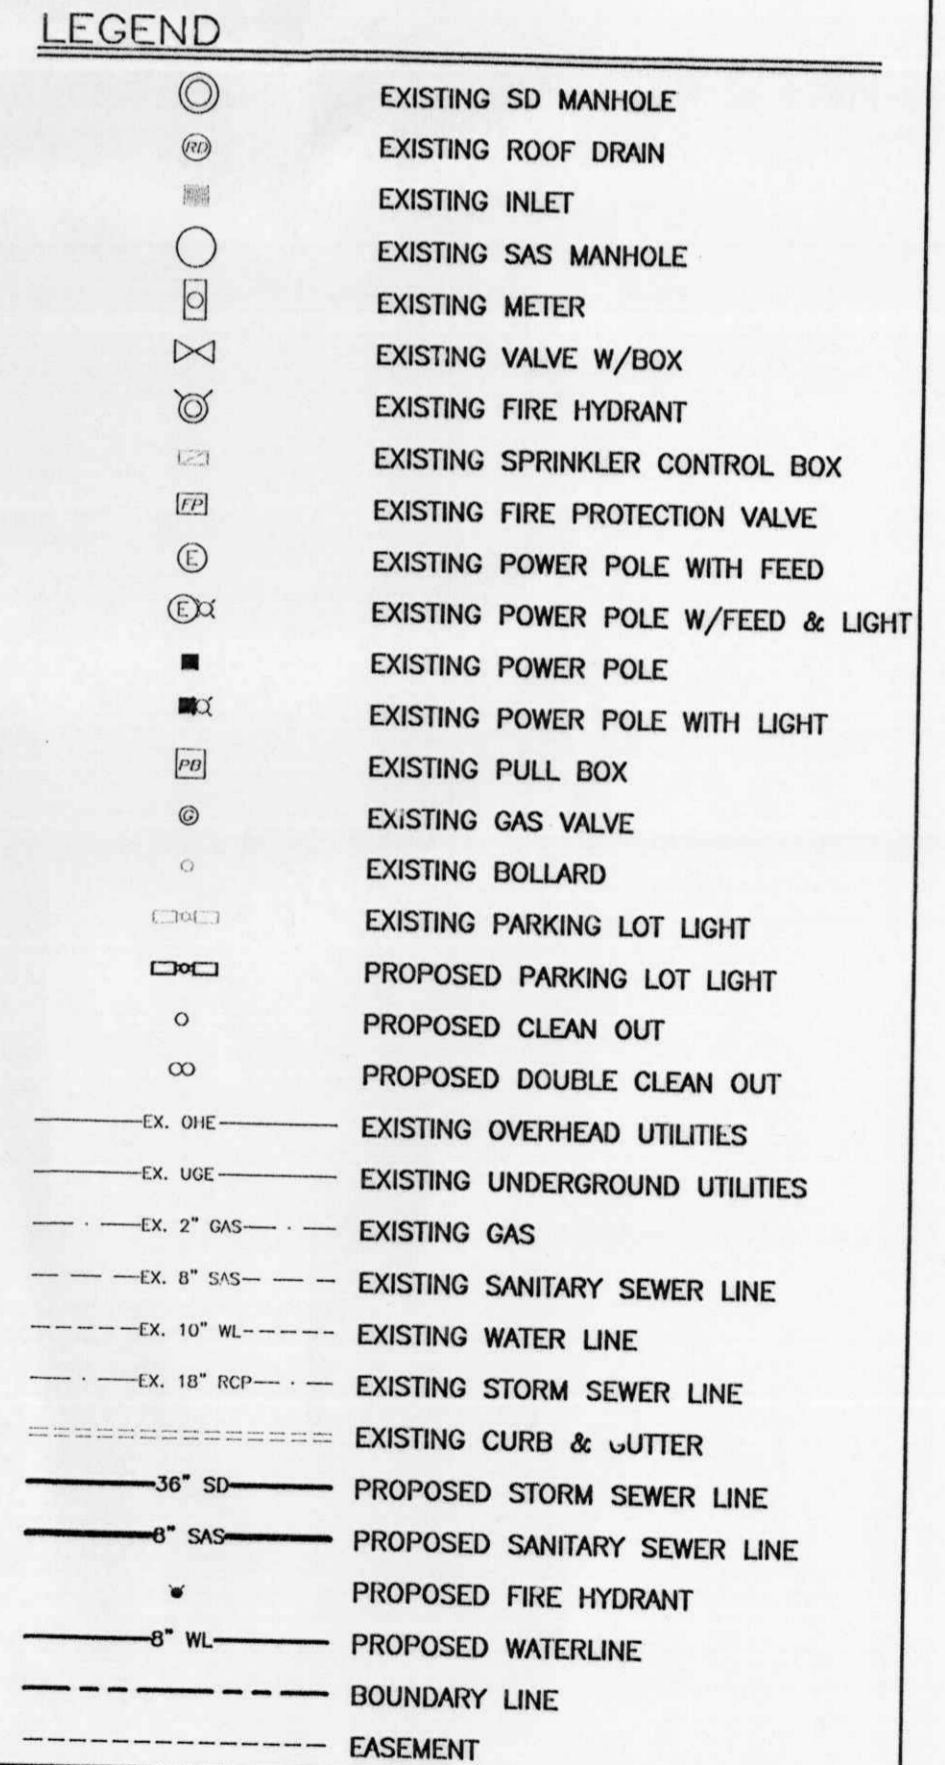 LEGEND
EXISTING SD MANHOLE
RD EXISTING ROOF DRAIN
EXISTING INLET
EXISTING SAS MANHOLE
EXISTING METER
EXISTING VALVE W/BOX
EXISTING FIRE HYDRANT
EXISTING SPRINKLER CONTROL BOX
FP EXISTING FIRE PROTECTION VALVE
E EXISTING POWER POLE WITH FEED
E EXISTING POWER POLE W/FEED & LIGHT
EXISTING POWER POLE
EXISTING POWER POLE WITH LIGHT
PB EXISTING PULL BOX
G EXISTING GAS VALVE
EXISTING BOLLARD
EXISTING PARKING LOT LIGHT
PROPOSED PARKING LOT LIGHT
PROPOSED CLEAN OUT
PROPOSED DOUBLE CLEAN OUT
EX. OHE EXISTING OVERHEAD UTILITIES
EX. UGE EXISTING UNDERGROUND UTILITIES
EX. 2" GAS EXISTING GAS
EX. 8" SAS EXISTING SANITARY SEWER LINE
EX. 10" WL EXISTING WATER LINE
EX. 18" RCP EXISTING STORM SEWER LINE
EXISTING CURB & GUTTER
36" SD PROPOSED STORM SEWER LINE
8" SAS PROPOSED SANITARY SEWER LINE
PROPOSED FIRE HYDRANT
8" WL PROPOSED WATERLINE
BOUNDARY LINE
EASEMENT